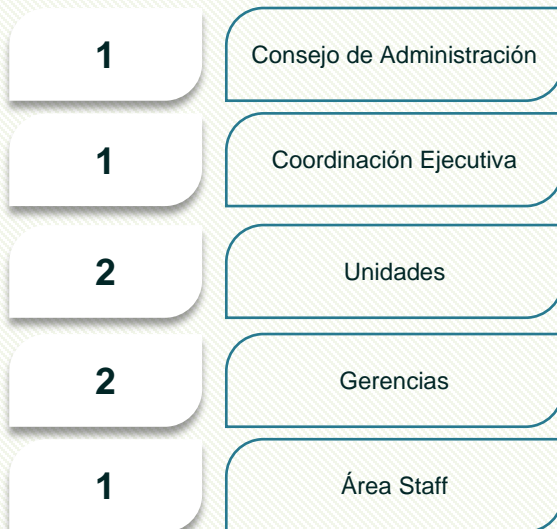 1
Consejo de Administración
1
Coordinación Ejecutiva
2
Unidades
2
Gerencias
1
Área Staff